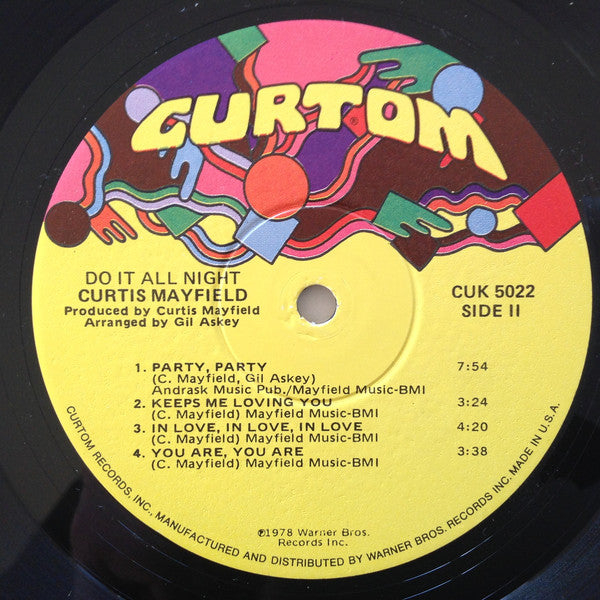 CURTOM®
DO IT ALL NIGHT
CURTIS MAYFIELD
Produced by Curtis Mayfield
Arranged by Gil Askey
CUK 5022
SIDE II
1. PARTY, PARTY 7:54
(C. Mayfield, Gil Askey)
Andrask Music Pub./Mayfield Music-BMI
2. KEEPS ME LOVING YOU 3:24
(C. Mayfield) Mayfield Music-BMI
3. IN LOVE, IN LOVE, IN LOVE 4:20
(C. Mayfield) Mayfield Music-BMI
4. YOU ARE, YOU ARE 3:38
(C. Mayfield) Mayfield Music-BMI
℗1978 Warner Bros.
Records Inc.
CURTOM RECORDS, INC., MANUFACTURED AND DISTRIBUTED BY WARNER BROS. RECORDS INC. MADE IN U.S.A.